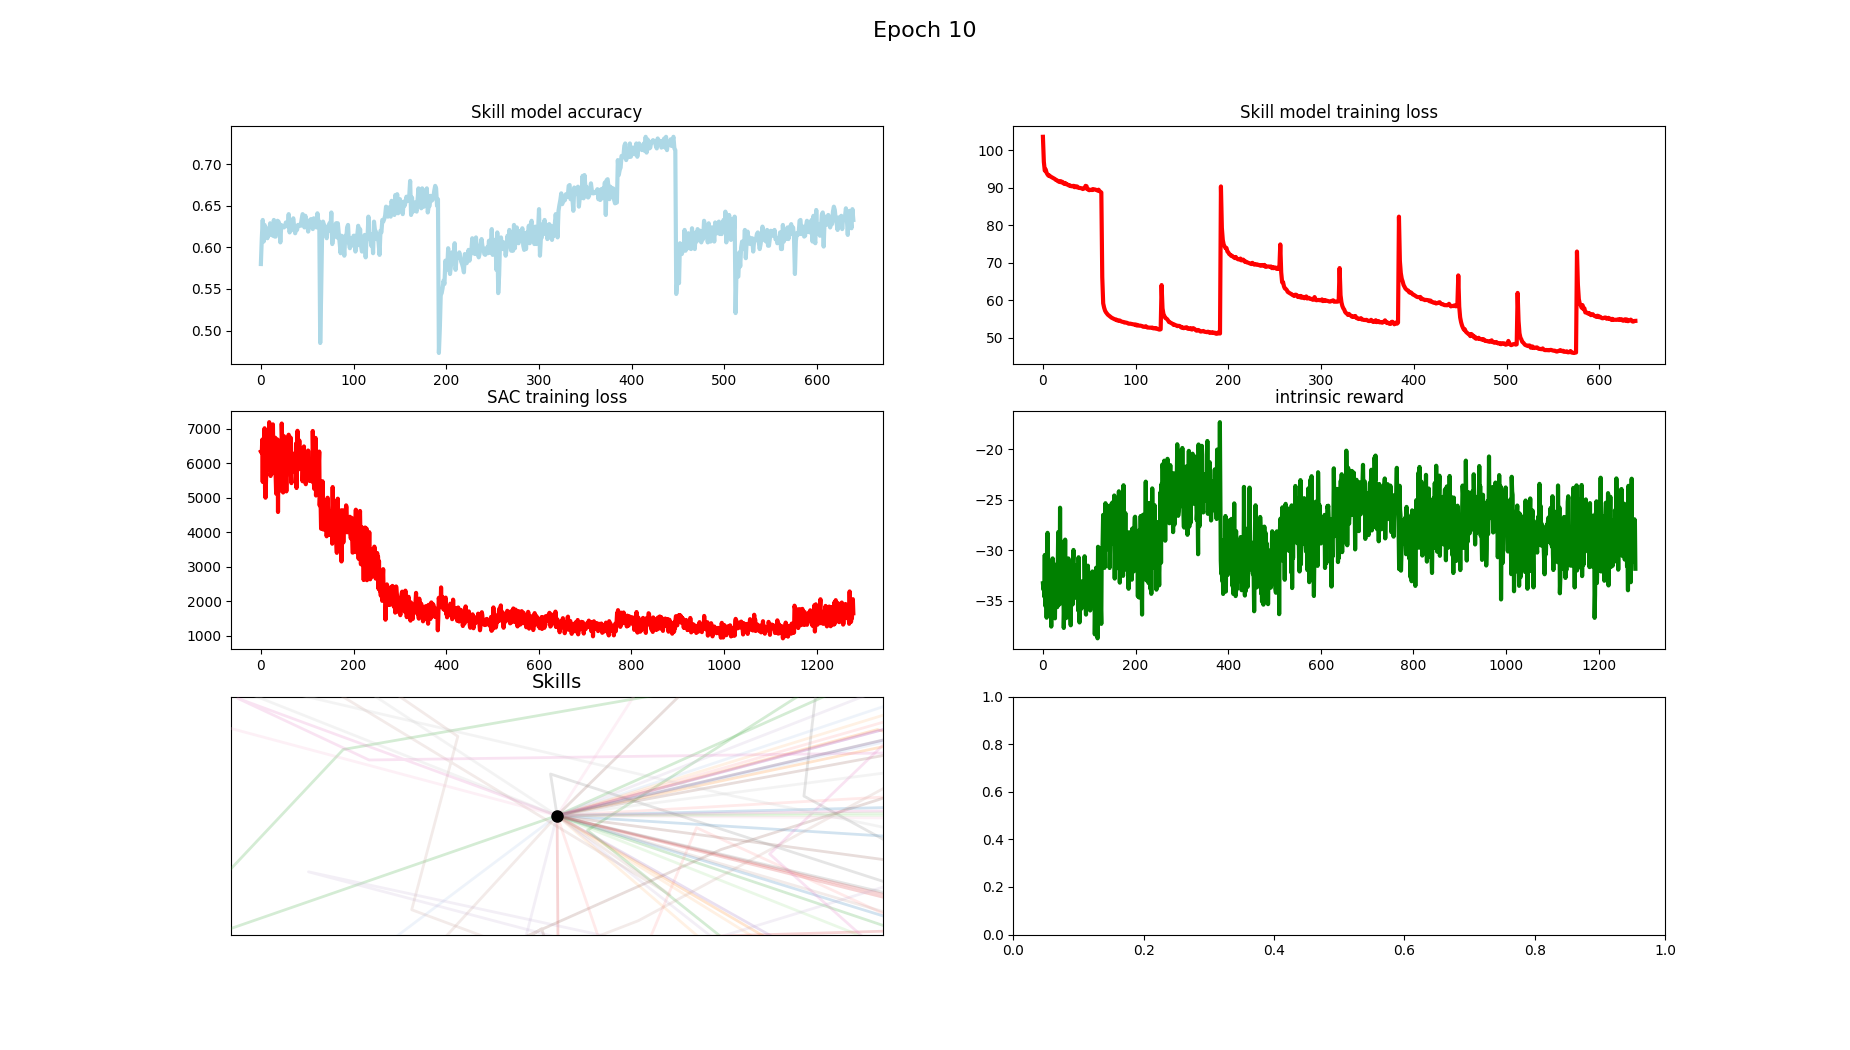 Epoch 10
Skill model accuracy
0.70
0.65
0.60
0.55
0.50
0 100 200 300 400 500 600
Skill model training loss
100
90
80
70
60
50
0 100 200 300 400 500 600
SAC training loss
7000
6000
5000
4000
3000
2000
1000
0 200 400 600 800 1000 1200
intrinsic reward
−20
−25
−30
−35
0 200 400 600 800 1000 1200
Skills
1.0
0.8
0.6
0.4
0.2
0.0
0.0 0.2 0.4 0.6 0.8 1.0